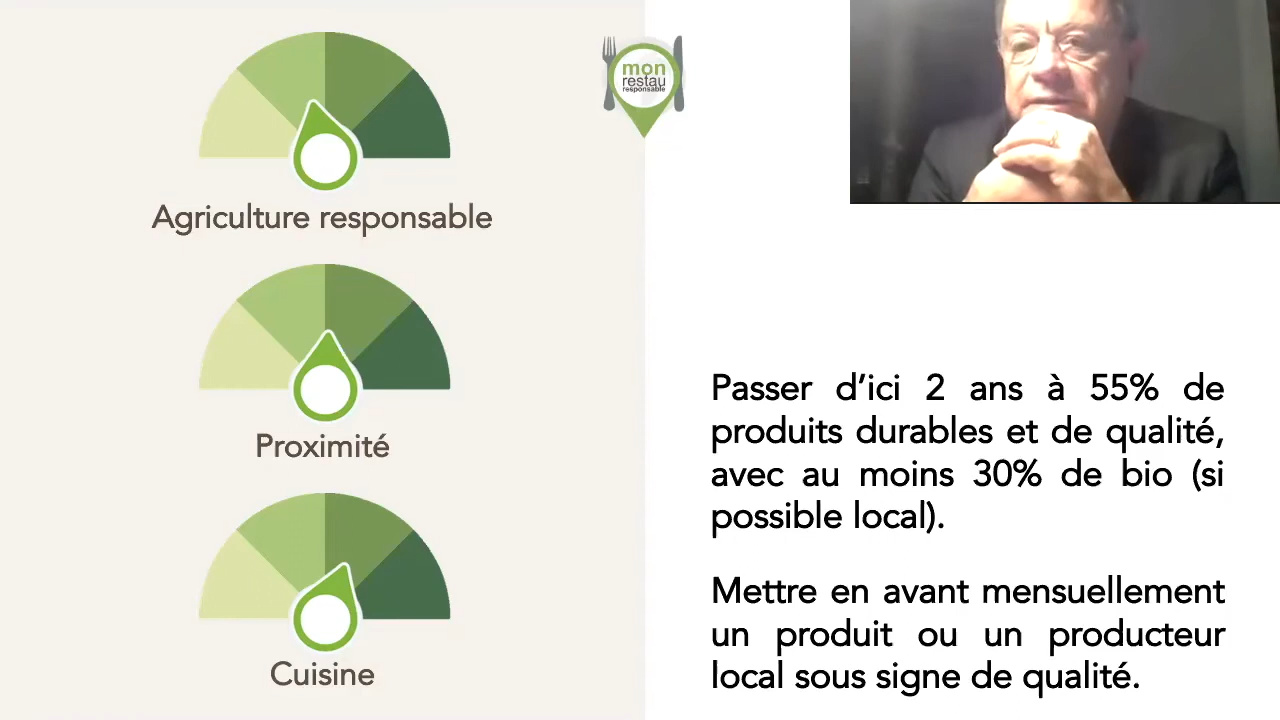 mon
restau
responsable
Agriculture responsable
Proximité
Cuisine
Passer d’ici 2 ans à 55% de
produits durables et de qualité,
avec au moins 30% de bio (si
possible local).
Mettre en avant mensuellement
un produit ou un producteur
local sous signe de qualité.